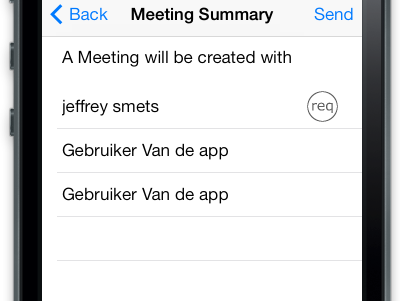 Back Meeting Summary Send
A Meeting will be created with
jeffrey smets req
Gebruiker Van de app
Gebruiker Van de app